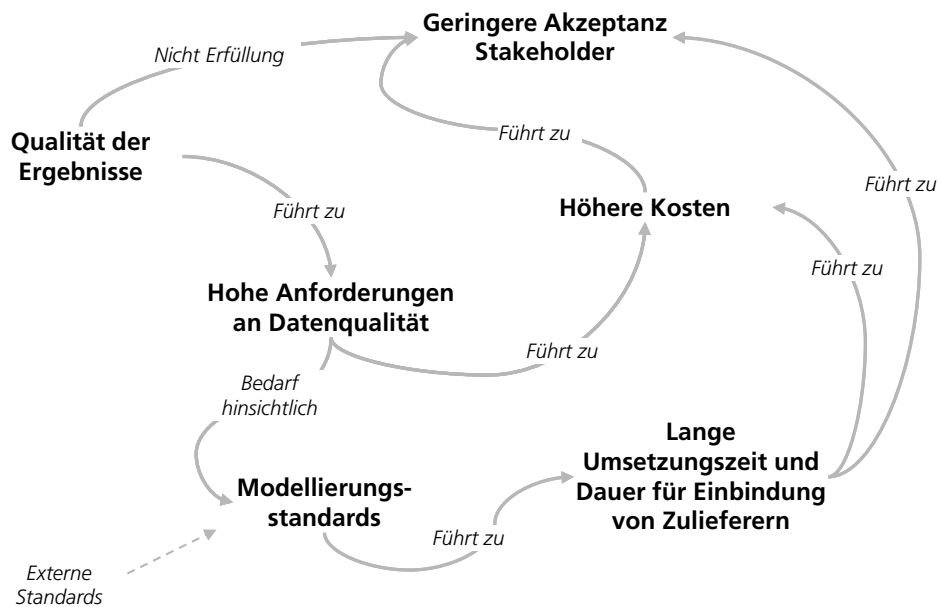 Geringere Akzeptanz
Stakeholder
Nicht Erfüllung
Führt zu
Qualität der
Ergebnisse
Führt zu
Führt zu
Höhere Kosten
Führt zu
Hohe Anforderungen
an Datenqualität
Führt zu
Bedarf
hinsichtlich
Lange
Umsetzungszeit und
Dauer für Einbindung
von Zulieferern
Modellierungs-
standards
Führt zu
Externe
Standards